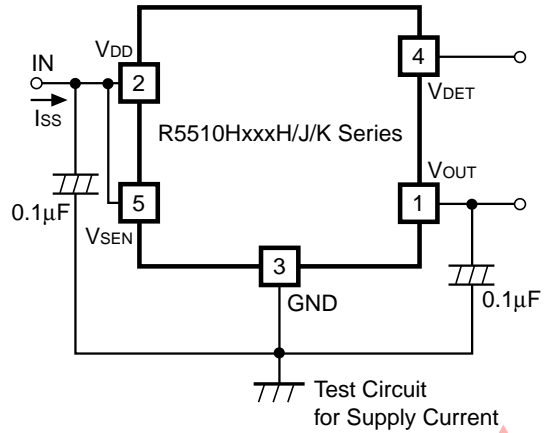 VDD
IN
2
4
ISS
VDET
R5510HxxxH/J/K Series
VOUT
0.1μF
5
1
VSEN
3
GND
0.1μF
Test Circuit
for Supply Current